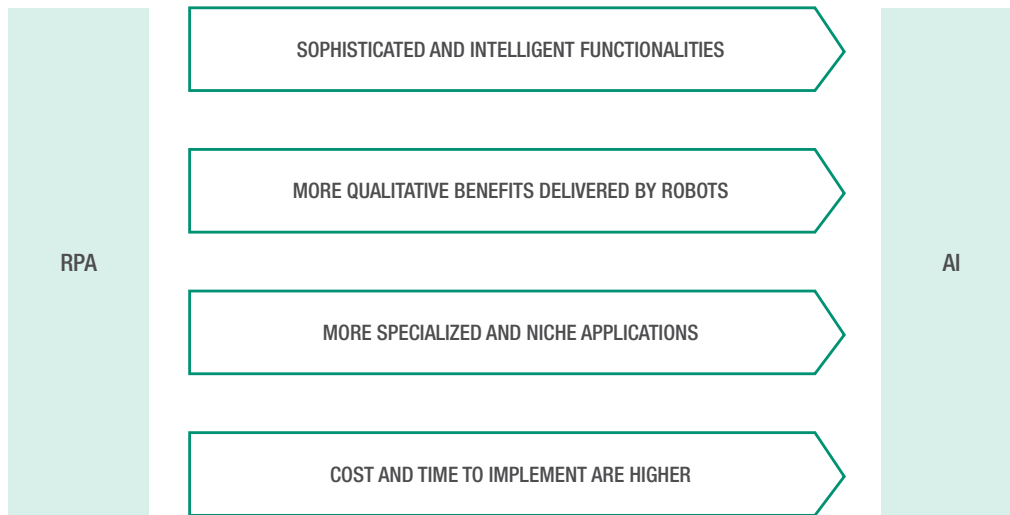 SOPHISTICATED AND INTELLIGENT FUNCTIONALITIES
MORE QUALITATIVE BENEFITS DELIVERED BY ROBOTS
RPA
AI
MORE SPECIALIZED AND NICHE APPLICATIONS
COST AND TIME TO IMPLEMENT ARE HIGHER